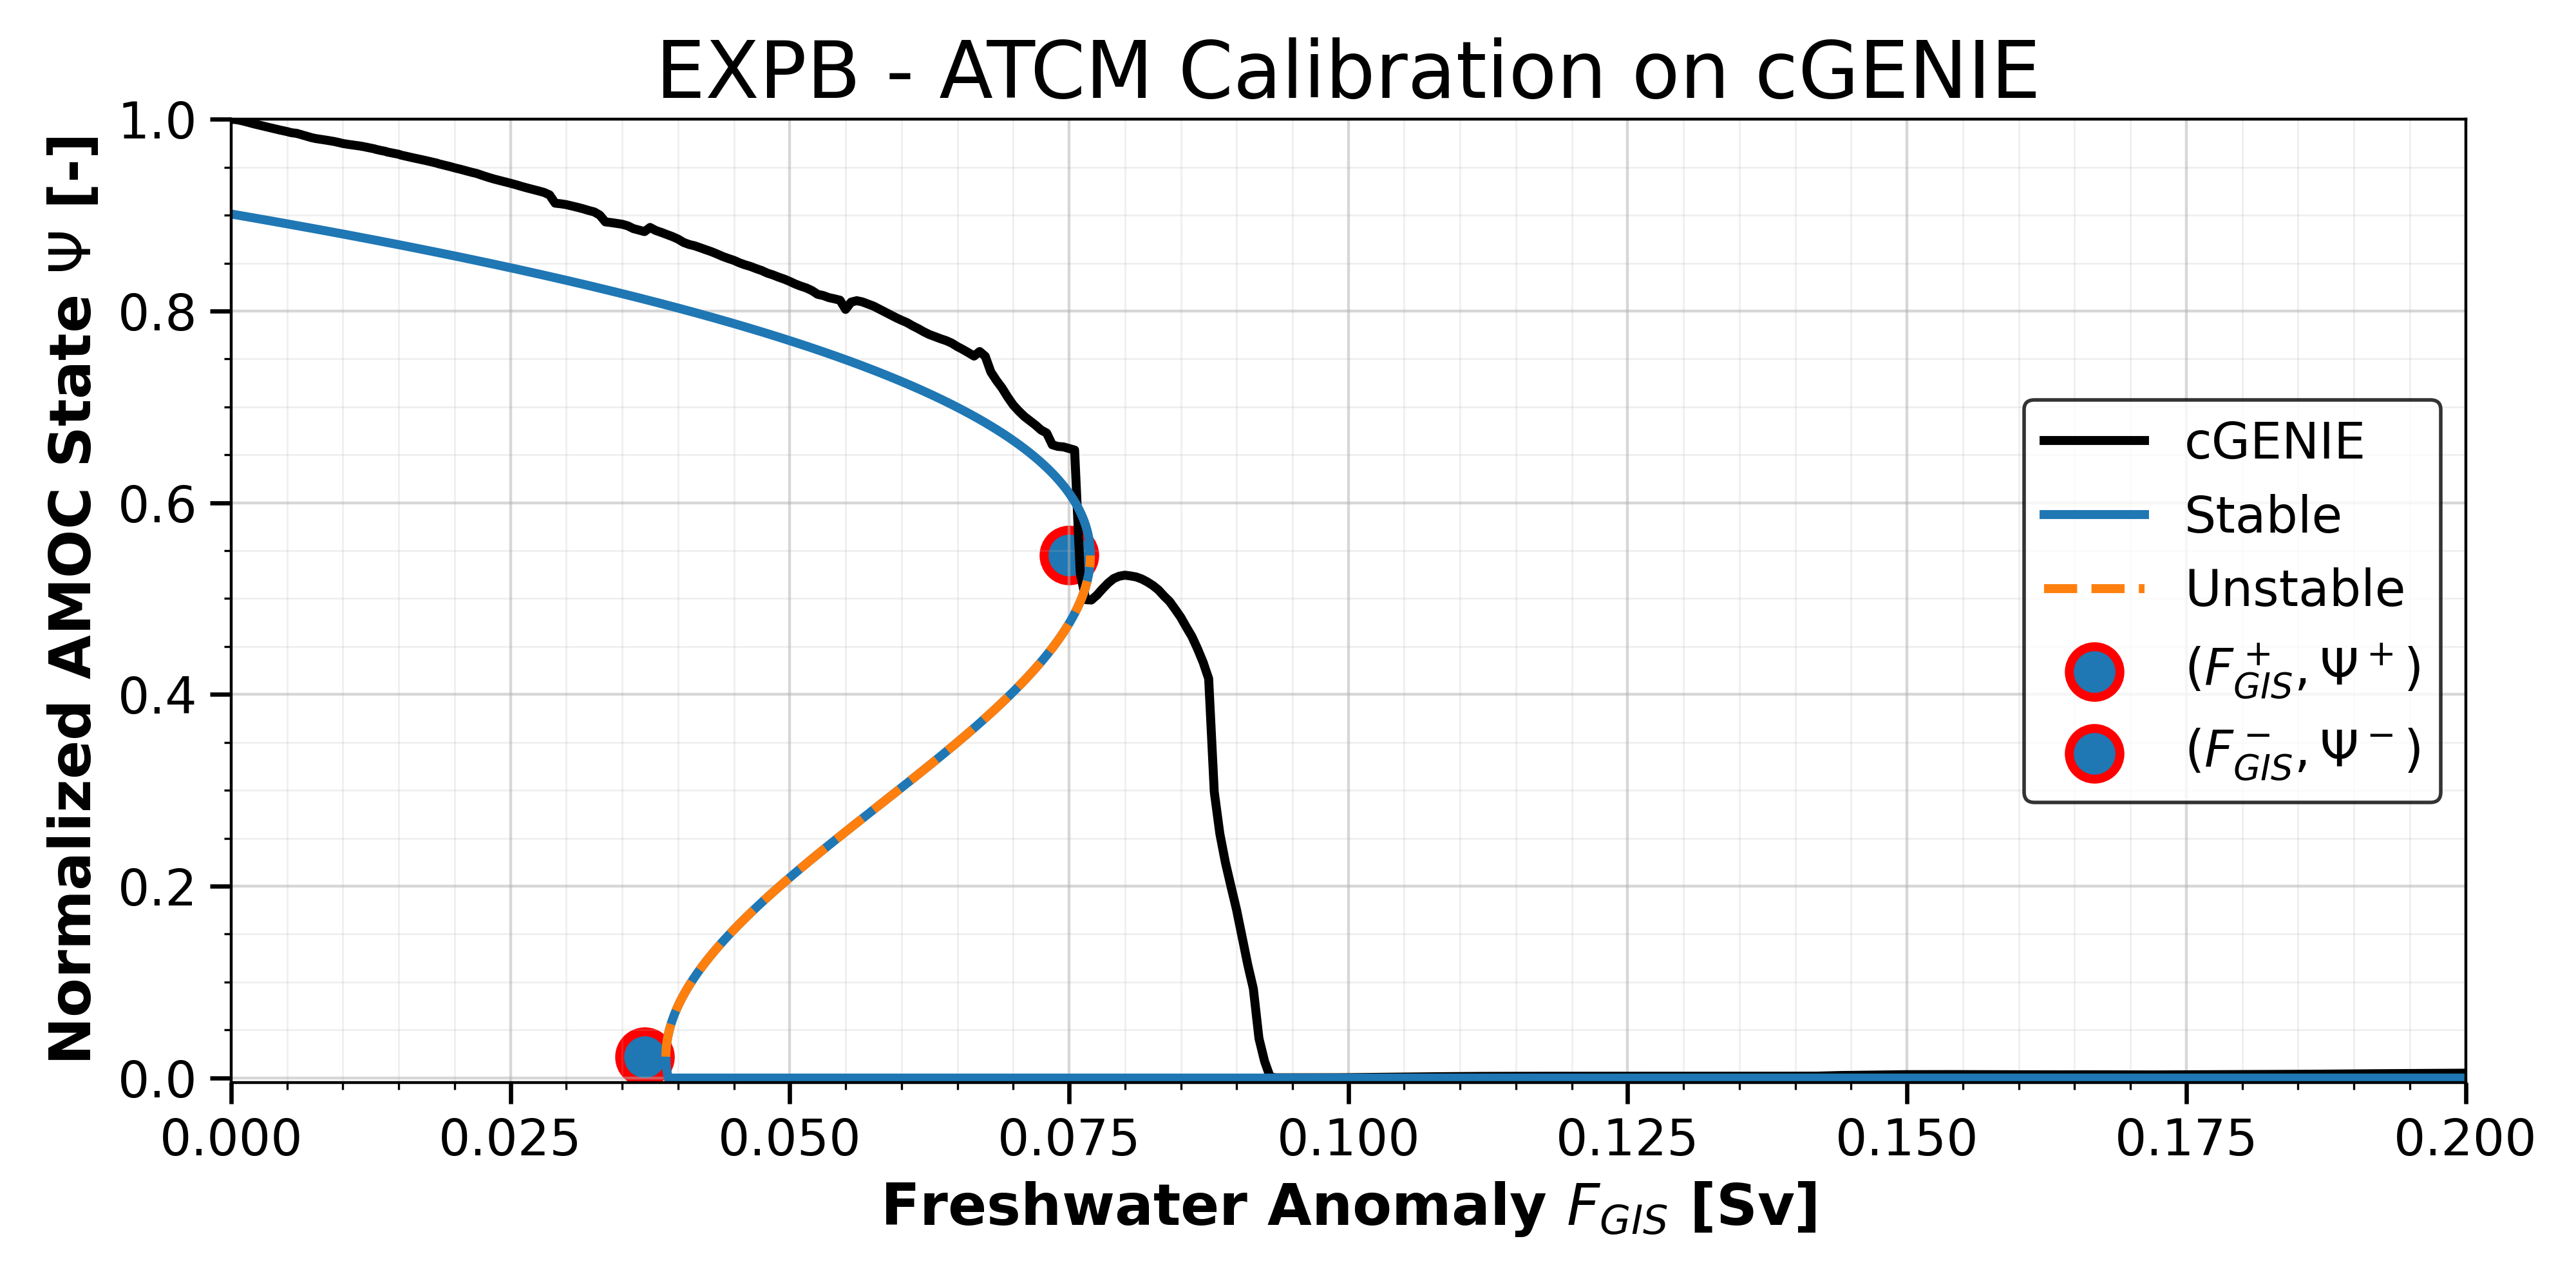 EXPB - ATCM Calibration on cGENIE
Normalized AMOC State Ψ [-]
1.0
0.8
0.6
0.4
0.2
0.0
cGENIE
Stable
Unstable
(F⁺_GIS, Ψ⁺)
(F⁻_GIS, Ψ⁻)
0.000 0.025 0.050 0.075 0.100 0.125 0.150 0.175 0.200
Freshwater Anomaly F_GIS [Sv]